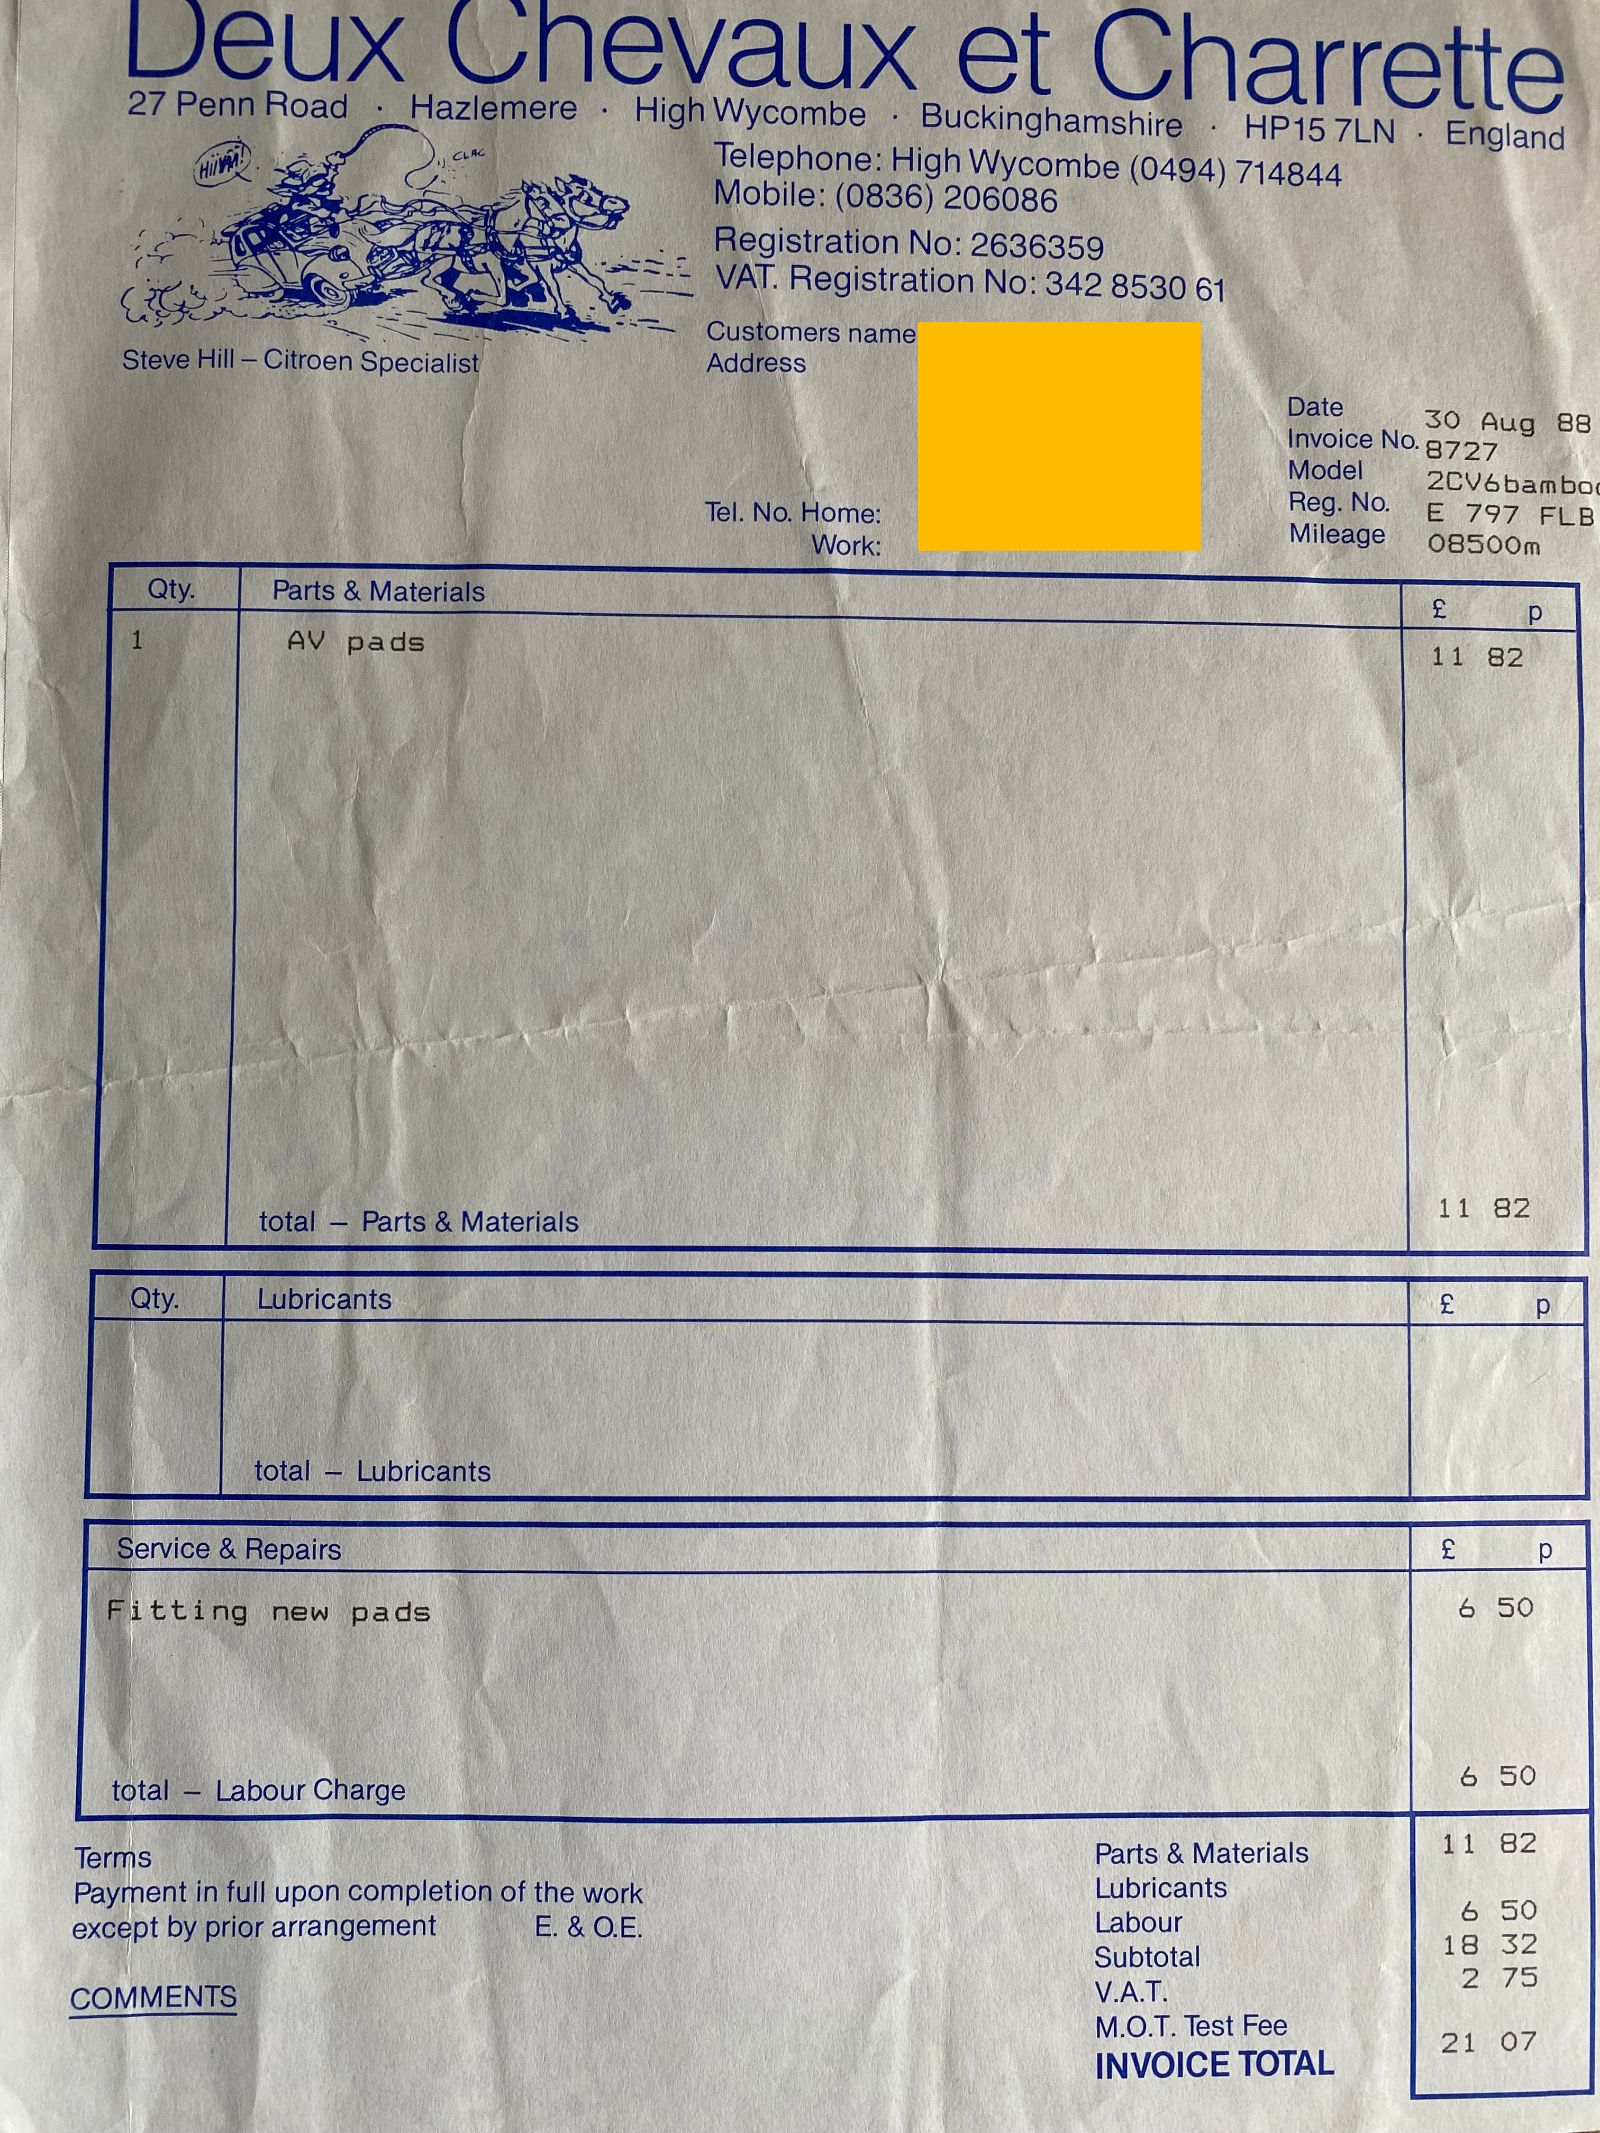 Deux Chevaux et Charrette
27 Penn Road · Hazlemere · High Wycombe · Buckinghamshire · HP15 7LN · England
HiiYAA!
CLAC
Telephone: High Wycombe (0494) 714844
Mobile: (0836) 206086
Registration No: 2636359
VAT. Registration No: 342 8530 61
Steve Hill – Citroen Specialist
Customers name
Address
Tel. No. Home:
Work:
Date 30 Aug 88
Invoice No. 8727
Model 2CV6bamboo
Reg. No. E 797 FLB
Mileage 08500m
Qty. Parts & Materials £ p
1 AV pads 11 82
total – Parts & Materials 11 82
Qty. Lubricants £ p
total – Lubricants
Service & Repairs £ p
Fitting new pads 6 50
total – Labour Charge 6 50
Terms
Payment in full upon completion of the work
except by prior arrangement E. & O.E.
COMMENTS
Parts & Materials 11 82
Lubricants
Labour 6 50
Subtotal 18 32
V.A.T. 2 75
M.O.T. Test Fee
INVOICE TOTAL 21 07